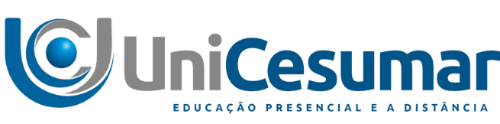 UniCesumar
EDUCAÇÃO PRESENCIAL E A DISTÂNCIA